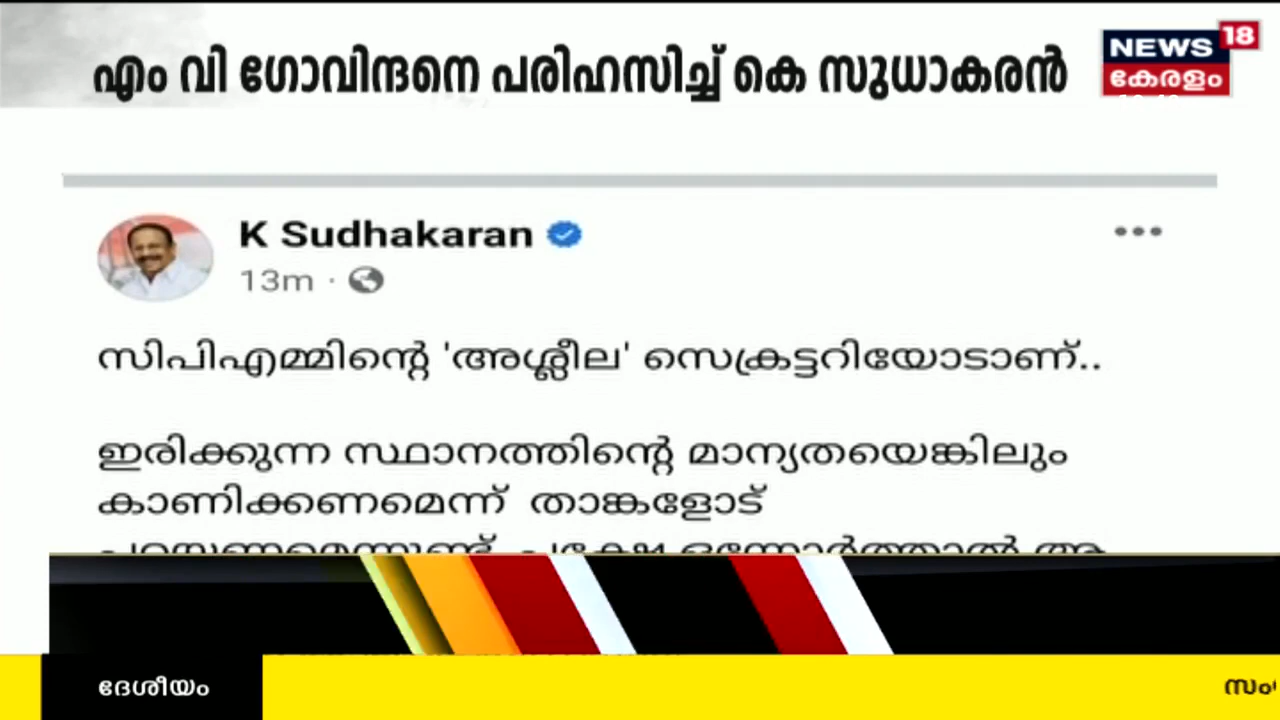 എം വി ഗോവിന്ദനെ പരിഹസിച്ച് കെ സുധാകരൻ
NEWS 18
കേരളം
K Sudhakaran
13m ·
സിപിഎമ്മിന്റെ 'അശ്ലീല' സെക്രട്ടറിയോടാണ്..
ഇരിക്കുന്ന സ്ഥാനത്തിന്റെ മാന്യതയെങ്കിലും
കാണിക്കണമെന്ന് താങ്കളോട്
ദേശീയം